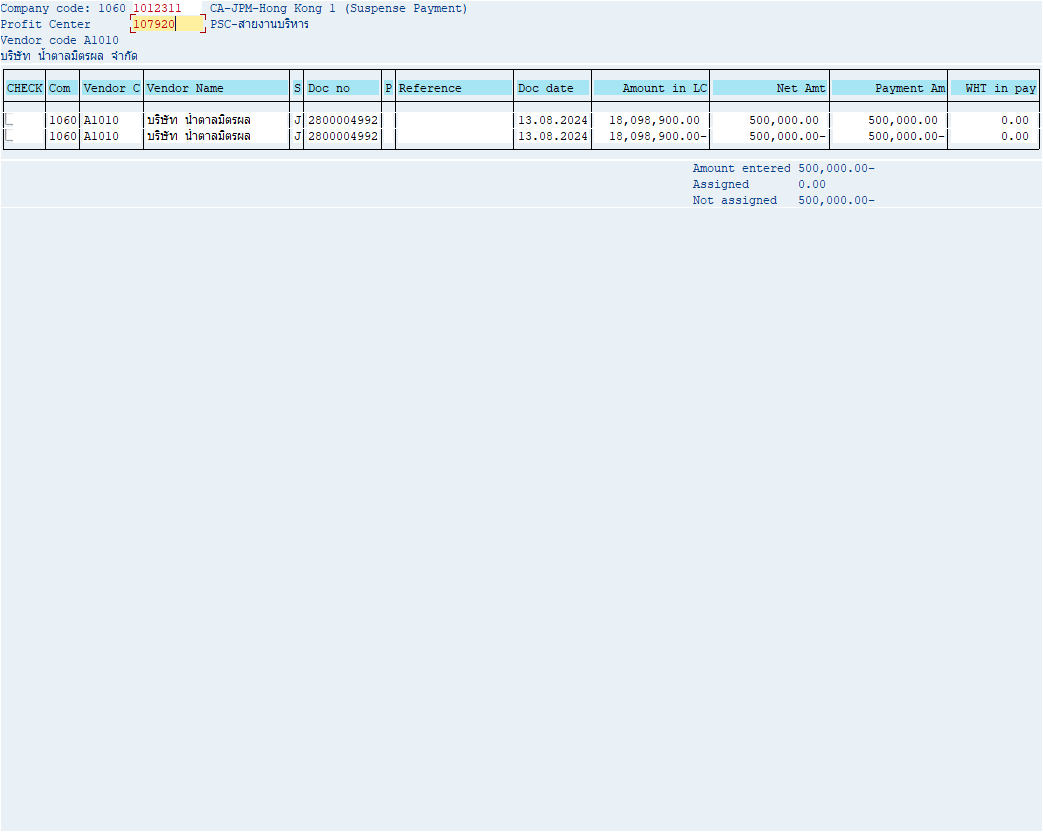 Company code: 1060 1012311 CA-JPM-Hong Kong 1 (Suspense Payment)
Profit Center 107920 PSC-สายงานบริหาร
Vendor code A1010
บริษัท น้ำตาลมิตรผล จำกัด
CHECK Com Vendor C Vendor Name S Doc no P Reference Doc date Amount in LC Net Amt Payment Am WHT in pay
1060 A1010 บริษัท น้ำตาลมิตรผล J 2800004992 13.08.2024 18,098,900.00 500,000.00 500,000.00 0.00
1060 A1010 บริษัท น้ำตาลมิตรผล J 2800004992 13.08.2024 18,098,900.00- 500,000.00- 500,000.00- 0.00
Amount entered 500,000.00-
Assigned 0.00
Not assigned 500,000.00-